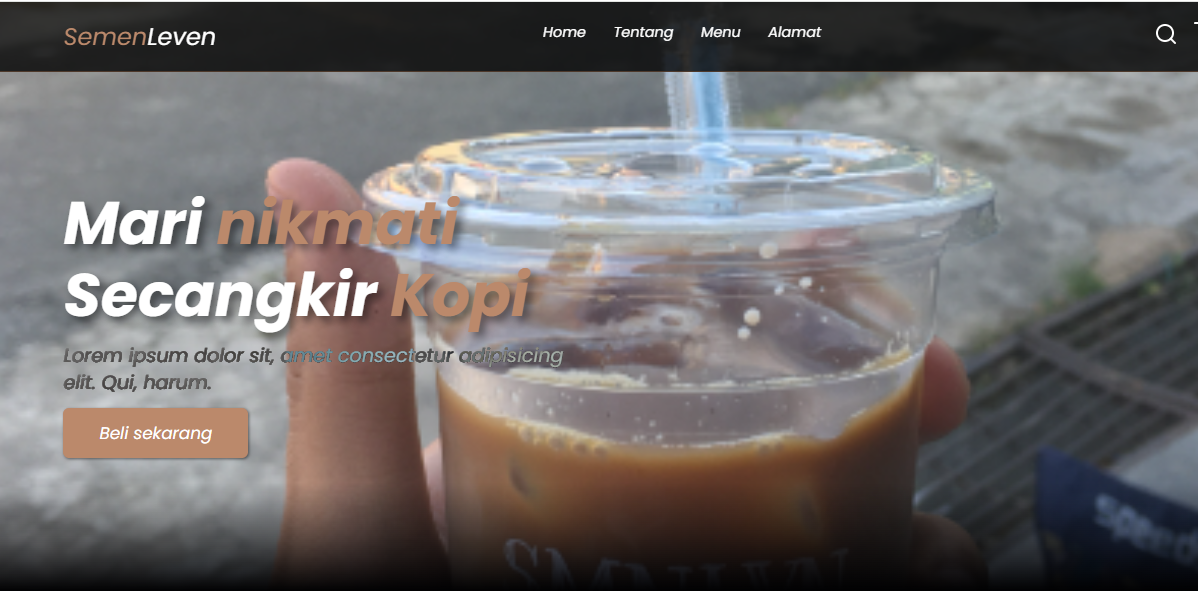 SemenLeven
Home Tentang Menu Alamat
Mari nikmati
Secangkir Kopi
Lorem ipsum dolor sit, amet consectetur adipisicing
elit. Qui, harum.
Beli sekarang